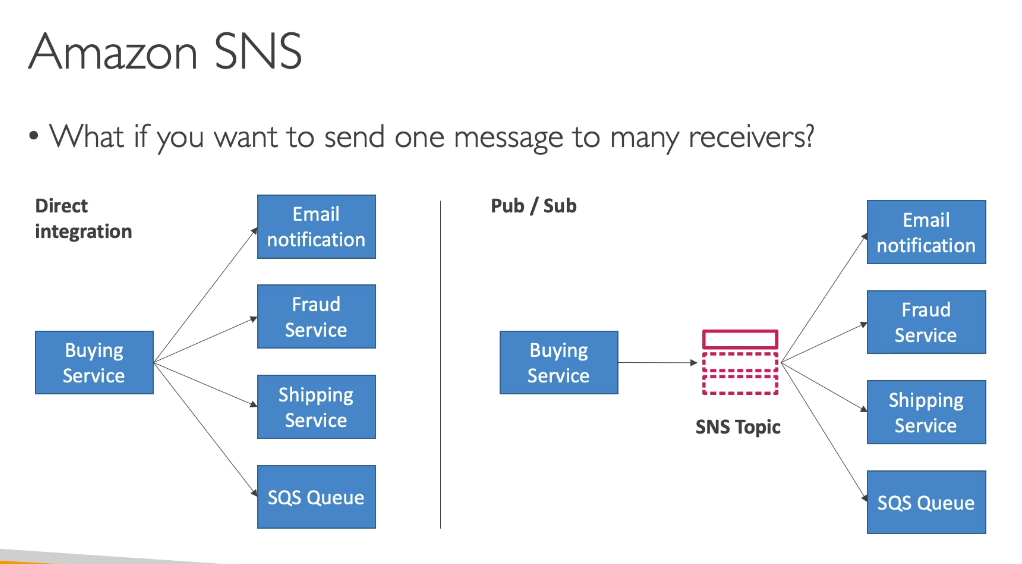 Amazon SNS
• What if you want to send one message to many receivers?
Direct
integration
Email
notification
Fraud
Service
Buying
Service
Shipping
Service
SQS Queue
Pub / Sub
Buying
Service
SNS Topic
Email
notification
Fraud
Service
Shipping
Service
SQS Queue